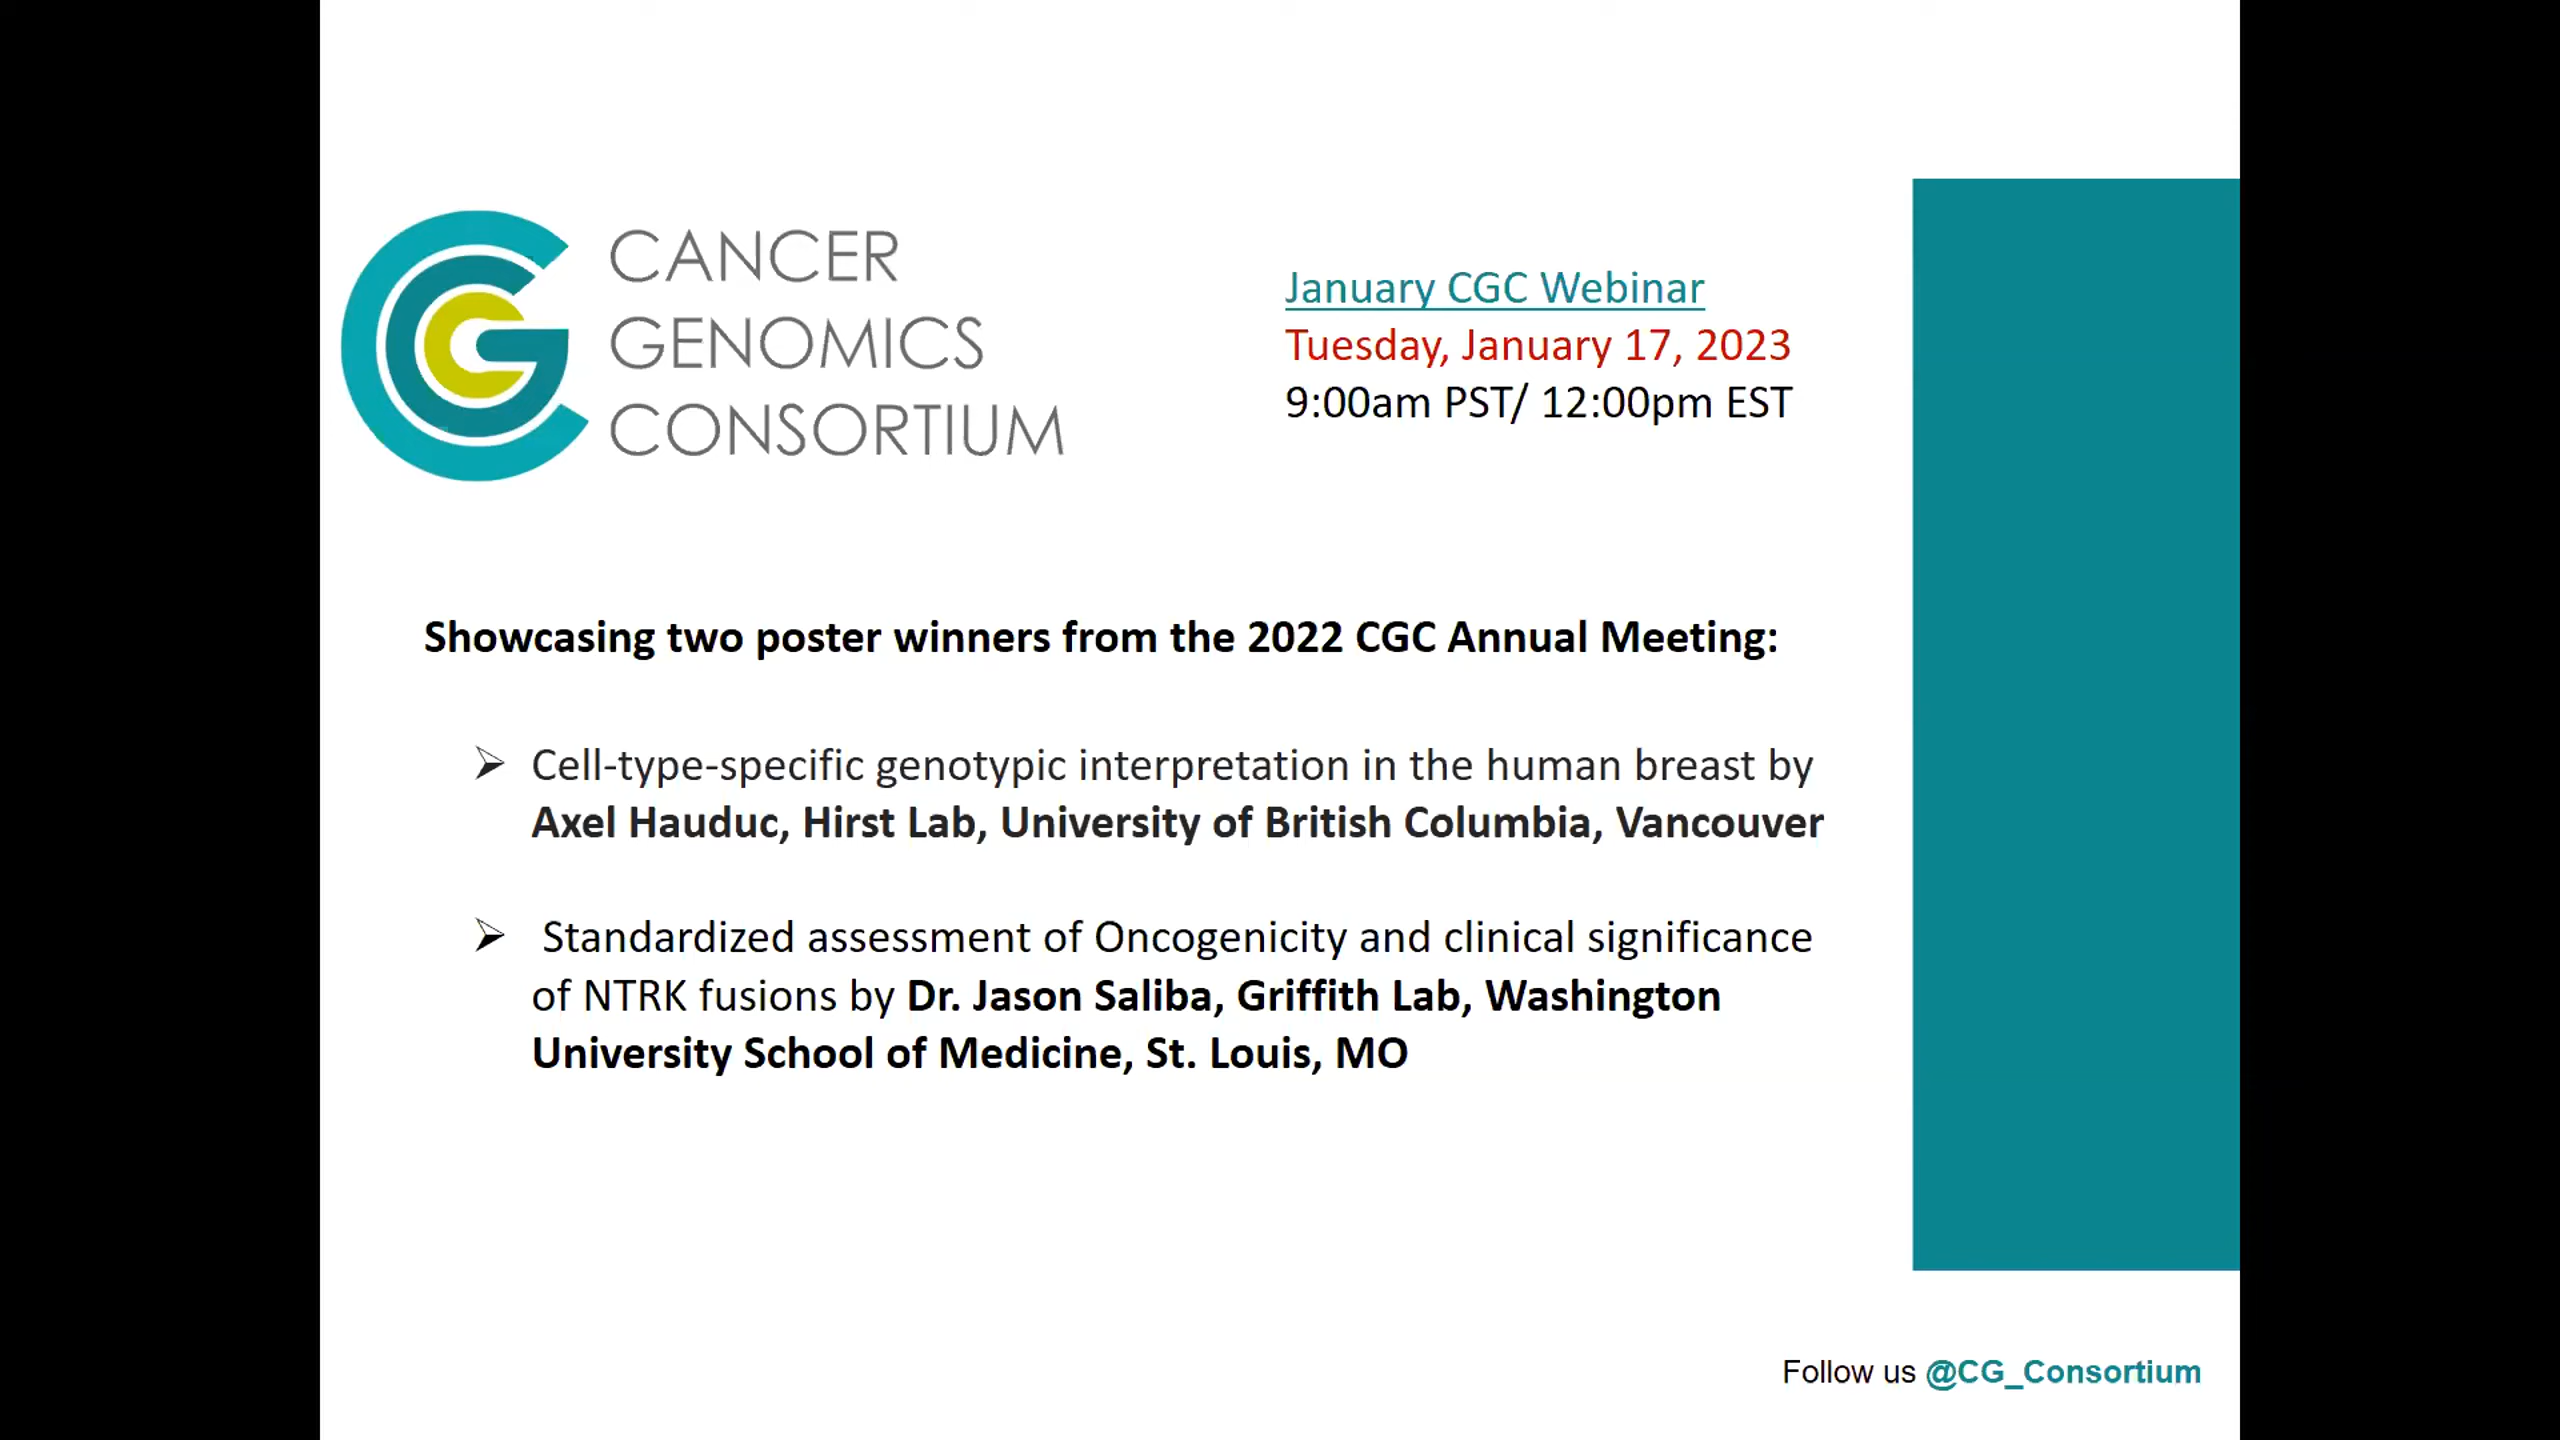 CANCER
GENOMICS
CONSORTIUM
January CGC Webinar
Tuesday, January 17, 2023
9:00am PST/ 12:00pm EST
Showcasing two poster winners from the 2022 CGC Annual Meeting:
Cell-type-specific genotypic interpretation in the human breast by
Axel Hauduc, Hirst Lab, University of British Columbia, Vancouver
Standardized assessment of Oncogenicity and clinical significance
of NTRK fusions by Dr. Jason Saliba, Griffith Lab, Washington
University School of Medicine, St. Louis, MO
Follow us @CG_Consortium